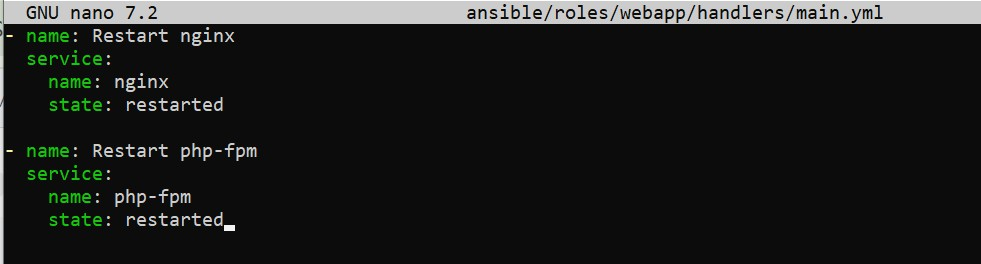 GNU nano 7.2 ansible/roles/webapp/handlers/main.yml
- name: Restart nginx
  service:
    name: nginx
    state: restarted

- name: Restart php-fpm
  service:
    name: php-fpm
    state: restarted